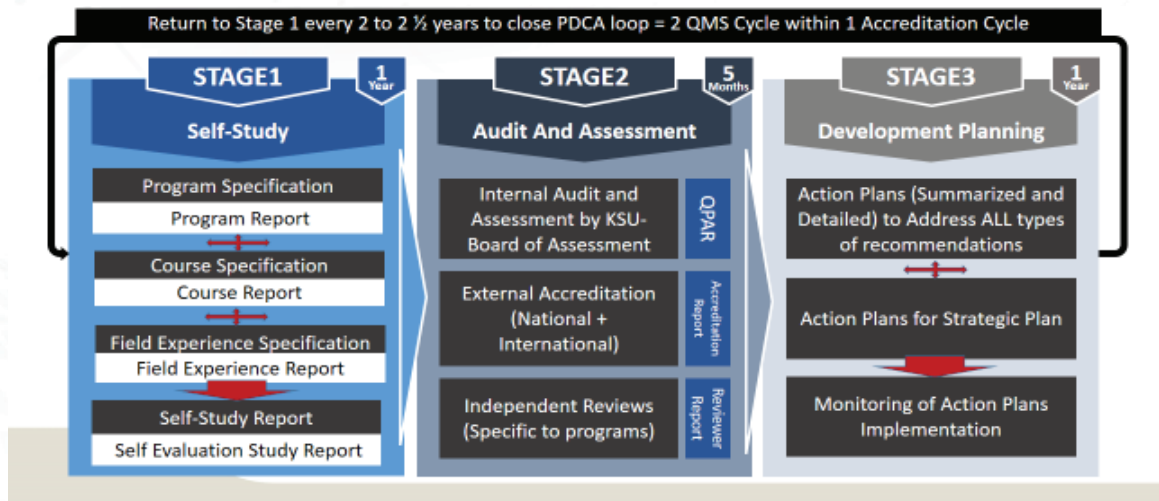 Return to Stage 1 every 2 to 2 ½ years to close PDCA loop = 2 QMS Cycle within 1 Accreditation Cycle
STAGE1
1
Year
Self-Study
Program Specification
Program Report
Course Specification
Course Report
Field Experience Specification
Field Experience Report
Self-Study Report
Self Evaluation Study Report
STAGE2
5
Months
Audit And Assessment
Internal Audit and
Assessment by KSU-
Board of Assessment
QPAR
External Accreditation
(National +
International)
Accreditation
Report
Independent Reviews
(Specific to programs)
Reviewer
Report
STAGE3
1
Year
Development Planning
Action Plans (Summarized and
Detailed) to Address ALL types
of recommendations
Action Plans for Strategic Plan
Monitoring of Action Plans
Implementation